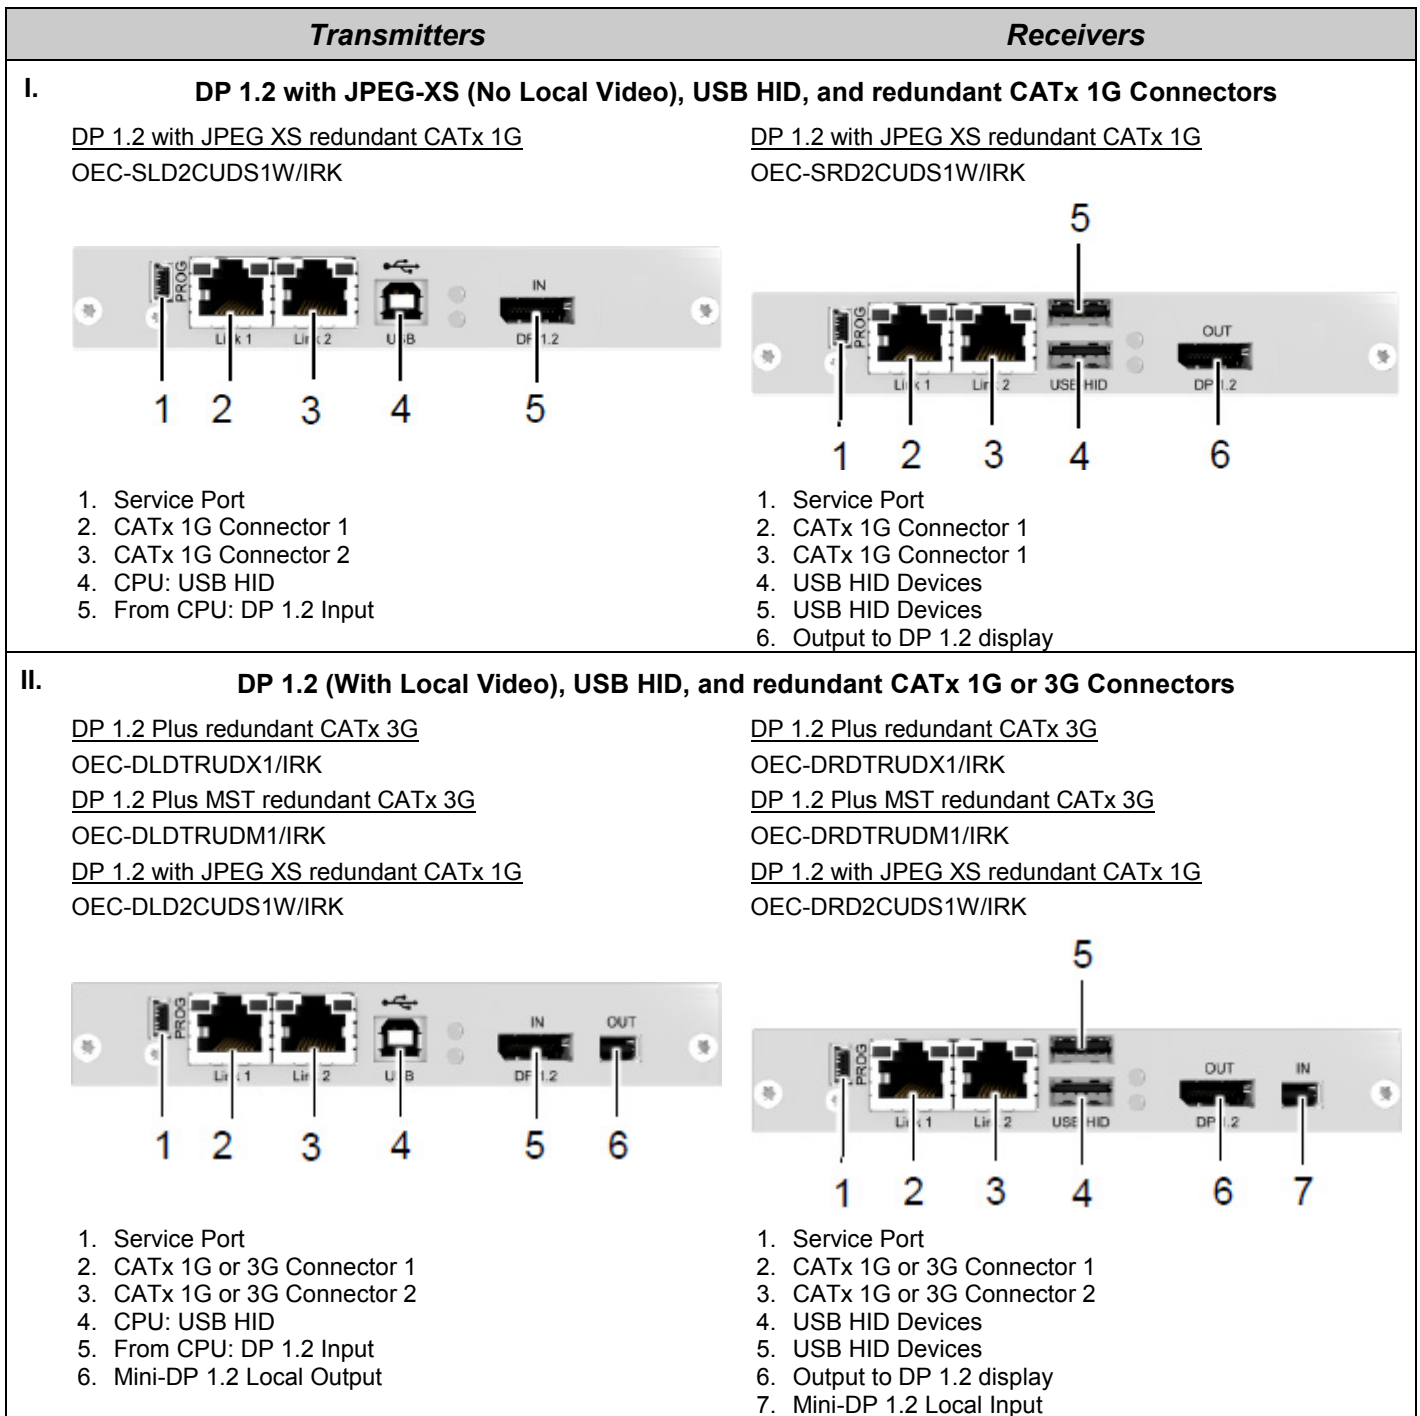 Transmitters
Receivers
I.
DP 1.2 with JPEG-XS (No Local Video), USB HID, and redundant CATx 1G Connectors
DP 1.2 with JPEG XS redundant CATx 1G
OEC-SLD2CUDS1W/IRK
PROG
IN
Link 1
Link 2
USB
DP 1.2
1
2
3
4
5
1. Service Port
2. CATx 1G Connector 1
3. CATx 1G Connector 2
4. CPU: USB HID
5. From CPU: DP 1.2 Input
DP 1.2 with JPEG XS redundant CATx 1G
OEC-SRD2CUDS1W/IRK
5
PROG
OUT
Link 1
Link 2
USB HID
DP 1.2
1
2
3
4
6
1. Service Port
2. CATx 1G Connector 1
3. CATx 1G Connector 1
4. USB HID Devices
5. USB HID Devices
6. Output to DP 1.2 display
II.
DP 1.2 (With Local Video), USB HID, and redundant CATx 1G or 3G Connectors
DP 1.2 Plus redundant CATx 3G
OEC-DLDTRUDX1/IRK
DP 1.2 Plus MST redundant CATx 3G
OEC-DLDTRUDM1/IRK
DP 1.2 with JPEG XS redundant CATx 1G
OEC-DLD2CUDS1W/IRK
PROG
IN
OUT
Link 1
Link 2
USB
DP 1.2
1
2
3
4
5
6
1. Service Port
2. CATx 1G or 3G Connector 1
3. CATx 1G or 3G Connector 2
4. CPU: USB HID
5. From CPU: DP 1.2 Input
6. Mini-DP 1.2 Local Output
DP 1.2 Plus redundant CATx 3G
OEC-DRDTRUDX1/IRK
DP 1.2 Plus MST redundant CATx 3G
OEC-DRDTRUDM1/IRK
DP 1.2 with JPEG XS redundant CATx 1G
OEC-DRD2CUDS1W/IRK
5
PROG
OUT
IN
Link 1
Link 2
USB HID
DP 1.2
1
2
3
4
6
7
1. Service Port
2. CATx 1G or 3G Connector 1
3. CATx 1G or 3G Connector 2
4. USB HID Devices
5. USB HID Devices
6. Output to DP 1.2 display
7. Mini-DP 1.2 Local Input